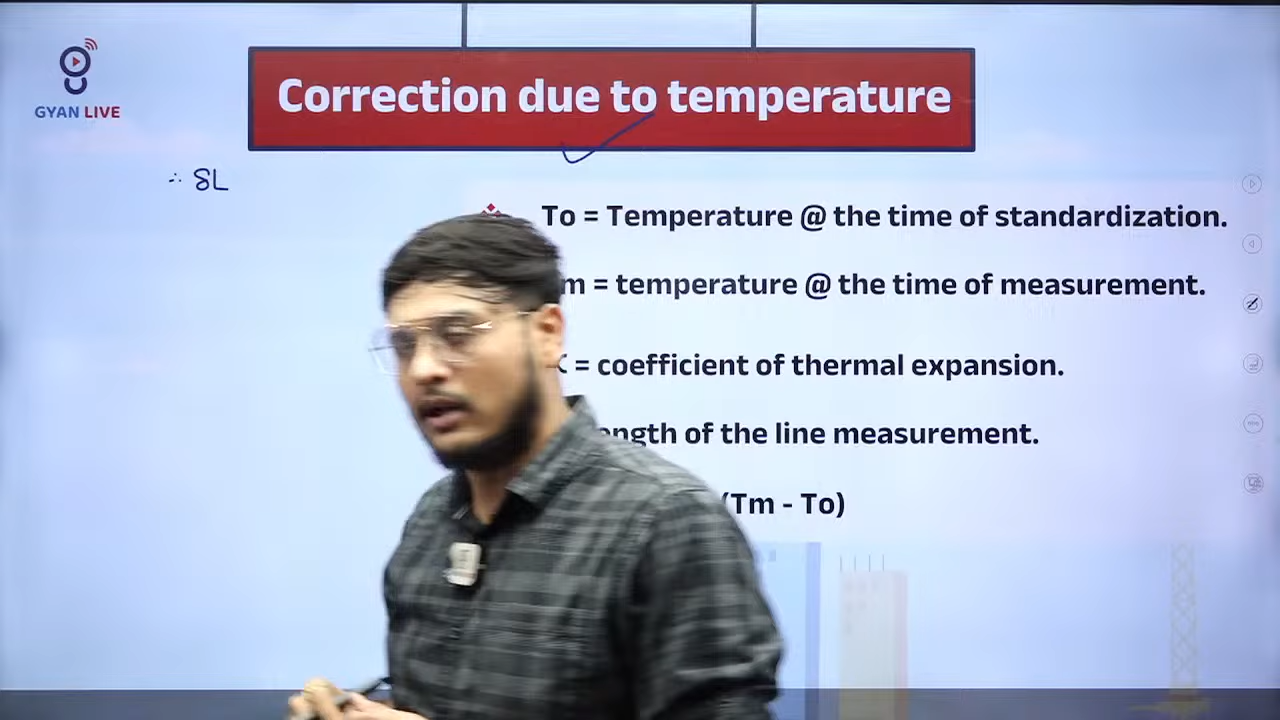 GYAN LIVE
Correction due to temperature
∴ δL
To = Temperature @ the time of standardization.
m = temperature @ the time of measurement.
= coefficient of thermal expansion.
ength of the line measurement.
(Tm - To)